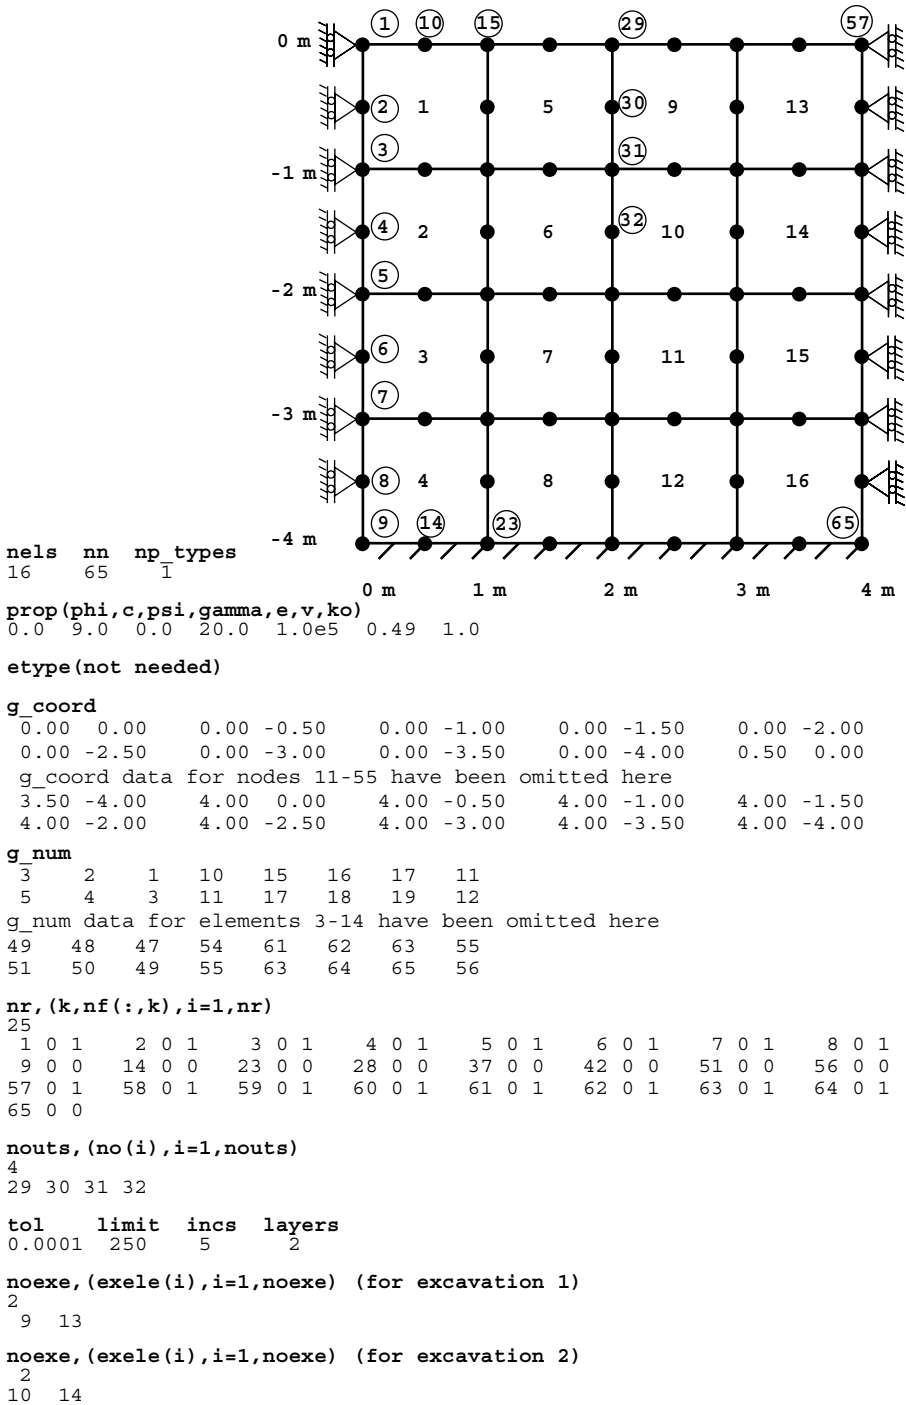 1 10 15 29 57
0 m
2 1 5 30 9 13
3 31
-1 m
4 2 6 32 10 14
5
-2 m
6 3 7 11 15
7
-3 m
8 4 8 12 16
9 14 23 65
-4 m
0 m 1 m 2 m 3 m 4 m
nels nn np_types
16 65 1
prop(phi,c,psi,gamma,e,v,ko)
0.0 9.0 0.0 20.0 1.0e5 0.49 1.0
etype(not needed)
g_coord
0.00 0.00 0.00 -0.50 0.00 -1.00 0.00 -1.50 0.00 -2.00
0.00 -2.50 0.00 -3.00 0.00 -3.50 0.00 -4.00 0.50 0.00
g_coord data for nodes 11-55 have been omitted here
3.50 -4.00 4.00 0.00 4.00 -0.50 4.00 -1.00 4.00 -1.50
4.00 -2.00 4.00 -2.50 4.00 -3.00 4.00 -3.50 4.00 -4.00
g_num
3 2 1 10 15 16 17 11
5 4 3 11 17 18 19 12
g_num data for elements 3-14 have been omitted here
49 48 47 54 61 62 63 55
51 50 49 55 63 64 65 56
nr,(k,nf(:,k),i=1,nr)
25
1 0 1 2 0 1 3 0 1 4 0 1 5 0 1 6 0 1 7 0 1 8 0 1
9 0 0 14 0 0 23 0 0 28 0 0 37 0 0 42 0 0 51 0 0 56 0 0
57 0 1 58 0 1 59 0 1 60 0 1 61 0 1 62 0 1 63 0 1 64 0 1
65 0 0
nouts,(no(i),i=1,nouts)
4
29 30 31 32
tol limit incs layers
0.0001 250 5 2
noexe,(exele(i),i=1,noexe) (for excavation 1)
2
9 13
noexe,(exele(i),i=1,noexe) (for excavation 2)
2
10 14